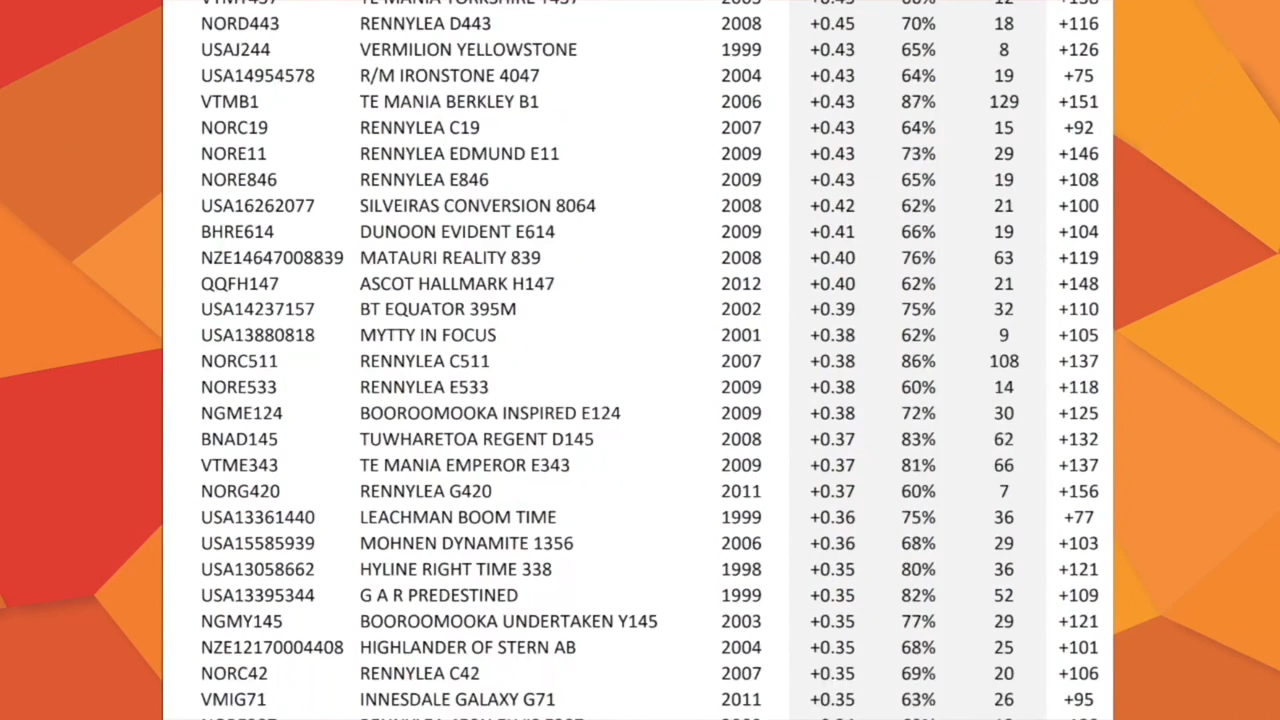 NORD443 RENNYLEA D443 2008 +0.45 70% 18 +116
USAJ244 VERMILION YELLOWSTONE 1999 +0.43 65% 8 +126
USA14954578 R/M IRONSTONE 4047 2004 +0.43 64% 19 +75
VTMB1 TE MANIA BERKLEY B1 2006 +0.43 87% 129 +151
NORC19 RENNYLEA C19 2007 +0.43 64% 15 +92
NORE11 RENNYLEA EDMUND E11 2009 +0.43 73% 29 +146
NORE846 RENNYLEA E846 2009 +0.43 65% 19 +108
USA16262077 SILVEIRAS CONVERSION 8064 2008 +0.42 62% 21 +100
BHRE614 DUNOON EVIDENT E614 2009 +0.41 66% 19 +104
NZE14647008839 MATAURI REALITY 839 2008 +0.40 76% 63 +119
QQFH147 ASCOT HALLMARK H147 2012 +0.40 62% 21 +148
USA14237157 BT EQUATOR 395M 2002 +0.39 75% 32 +110
USA13880818 MYTTY IN FOCUS 2001 +0.38 62% 9 +105
NORC511 RENNYLEA C511 2007 +0.38 86% 108 +137
NORE533 RENNYLEA E533 2009 +0.38 60% 14 +118
NGME124 BOOROOMOOKA INSPIRED E124 2009 +0.38 72% 30 +125
BNAD145 TUWHARETOA REGENT D145 2008 +0.37 83% 62 +132
VTME343 TE MANIA EMPEROR E343 2009 +0.37 81% 66 +137
NORG420 RENNYLEA G420 2011 +0.37 60% 7 +156
USA13361440 LEACHMAN BOOM TIME 1999 +0.36 75% 36 +77
USA15585939 MOHNEN DYNAMITE 1356 2006 +0.36 68% 29 +103
USA13058662 HYLINE RIGHT TIME 338 1998 +0.35 80% 36 +121
USA13395344 G A R PREDESTINED 1999 +0.35 82% 52 +109
NGMY145 BOOROOMOOKA UNDERTAKEN Y145 2003 +0.35 77% 29 +121
NZE12170004408 HIGHLANDER OF STERN AB 2004 +0.35 68% 25 +101
NORC42 RENNYLEA C42 2007 +0.35 69% 20 +106
VMIG71 INNESDALE GALAXY G71 2011 +0.35 63% 26 +95